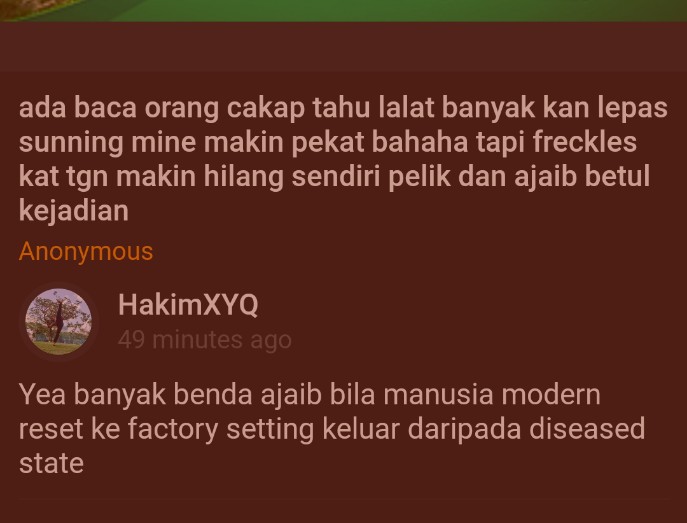 ada baca orang cakap tahu lalat banyak kan lepas
sunning mine makin pekat bahaha tapi freckles
kat tgn makin hilang sendiri pelik dan ajaib betul
kejadian
Anonymous
HakimXYQ
49 minutes ago
Yea banyak benda ajaib bila manusia modern
reset ke factory setting keluar daripada diseased
state